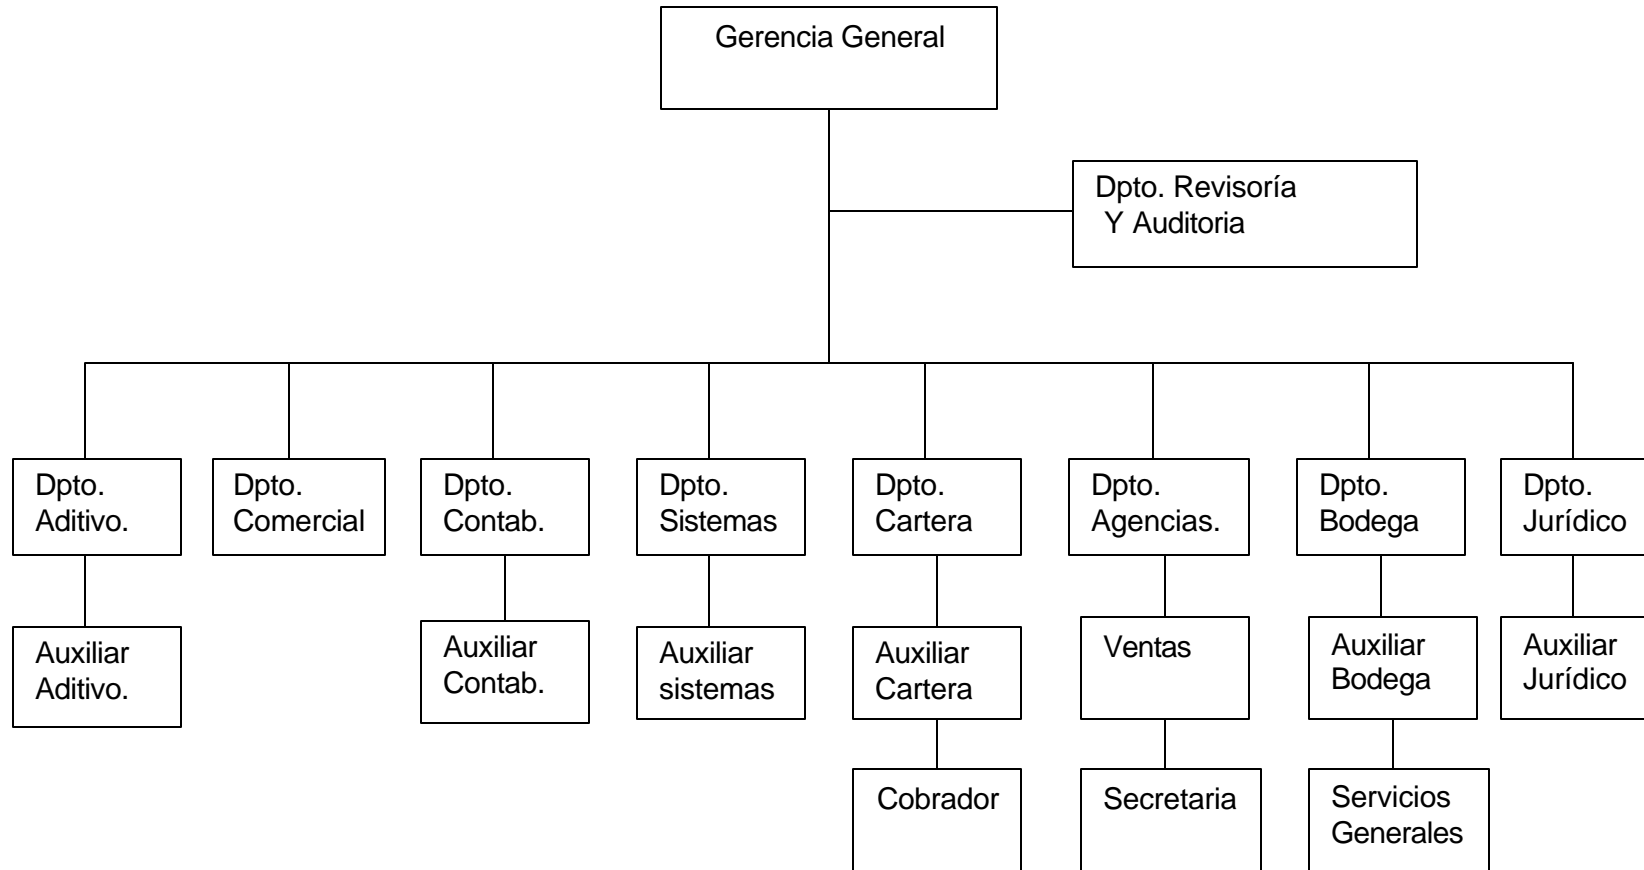 Gerencia General
Dpto. Revisoría
Y Auditoria
Dpto.
Aditivo.
Dpto.
Comercial
Dpto.
Contab.
Dpto.
Sistemas
Dpto.
Cartera
Dpto.
Agencias.
Dpto.
Bodega
Dpto.
Jurídico
Auxiliar
Aditivo.
Auxiliar
Contab.
Auxiliar
sistemas
Auxiliar
Cartera
Ventas
Auxiliar
Bodega
Auxiliar
Jurídico
Cobrador
Secretaria
Servicios
Generales